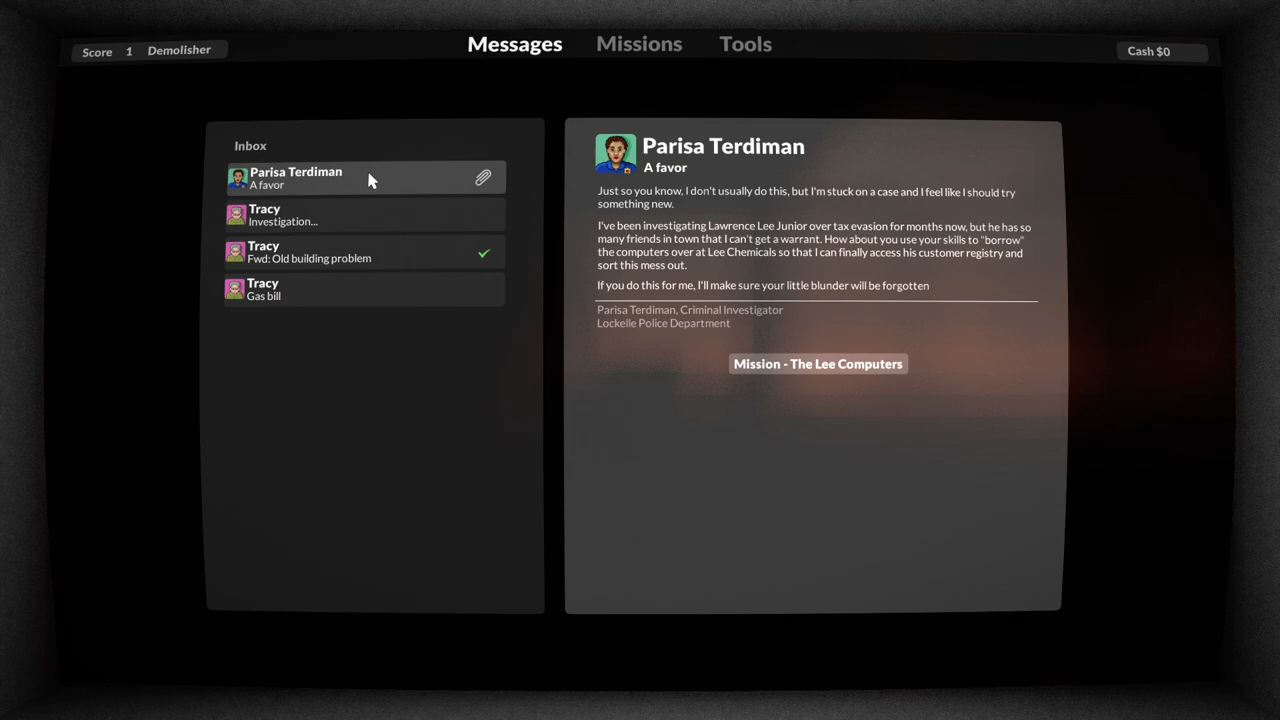 Score 1 Demolisher
Messages Missions Tools
Cash $0
Inbox
Parisa Terdiman
A favor
Tracy
Investigation...
Tracy
Fwd: Old building problem
Tracy
Gas bill
Parisa Terdiman
A favor
Just so you know, I don't usually do this, but I'm stuck on a case and I feel like I should try
something new.
I've been investigating Lawrence Lee Junior over tax evasion for months now, but he has so
many friends in town that I can't get a warrant. How about you use your skills to "borrow"
the computers over at Lee Chemicals so that I can finally access his customer registry and
sort this mess out.
If you do this for me, I'll make sure your little blunder will be forgotten
Parisa Terdiman, Criminal Investigator
Lockelle Police Department
Mission - The Lee Computers